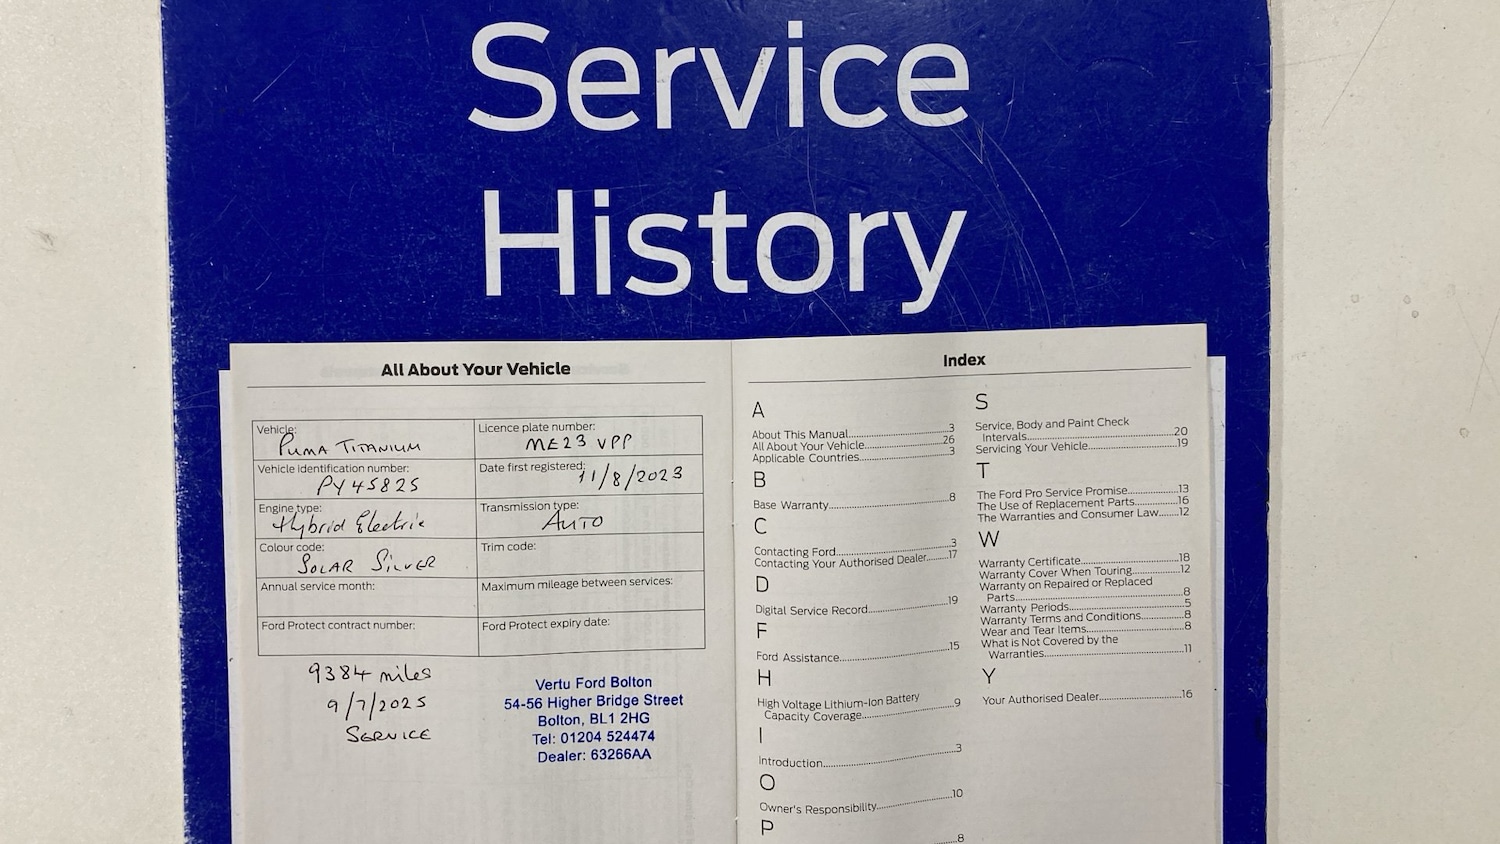 Service
History
All About Your Vehicle
Vehicle: PUMA TITANIUM
Licence plate number: ME23 VPP
Vehicle identification number: PY45825
Date first registered: 11/8/2023
Engine type: Hybrid Electric
Transmission type: AUTO
Colour code: SOLAR SILVER
Trim code:
Annual service month:
Maximum mileage between services:
Ford Protect contract number:
Ford Protect expiry date:
9384 miles
9/7/2025
SERVICE
Vertu Ford Bolton
54-56 Higher Bridge Street
Bolton, BL1 2HG
Tel: 01204 524474
Dealer: 63266AA
Index
A
About This Manual...3
All About Your Vehicle...26
Applicable Countries...3
B
Base Warranty...8
C
Contacting Ford...3
Contacting Your Authorised Dealer...17
D
Digital Service Record...19
F
Ford Assistance...15
H
High Voltage Lithium-Ion Battery
Capacity Coverage...9
I
Introduction...3
O
Owner's Responsibility...10
P
...8
S
Service, Body and Paint Check
Intervals...20
Servicing Your Vehicle...19
T
The Ford Pro Service Promise...13
The Use of Replacement Parts...16
The Warranties and Consumer Law...12
W
Warranty Certificate...18
Warranty Cover When Touring...12
Warranty on Repaired or Replaced
Parts...8
Warranty Periods...5
Warranty Terms and Conditions...8
Wear and Tear Items...8
What is Not Covered by the
Warranties...11
Y
Your Authorised Dealer...16